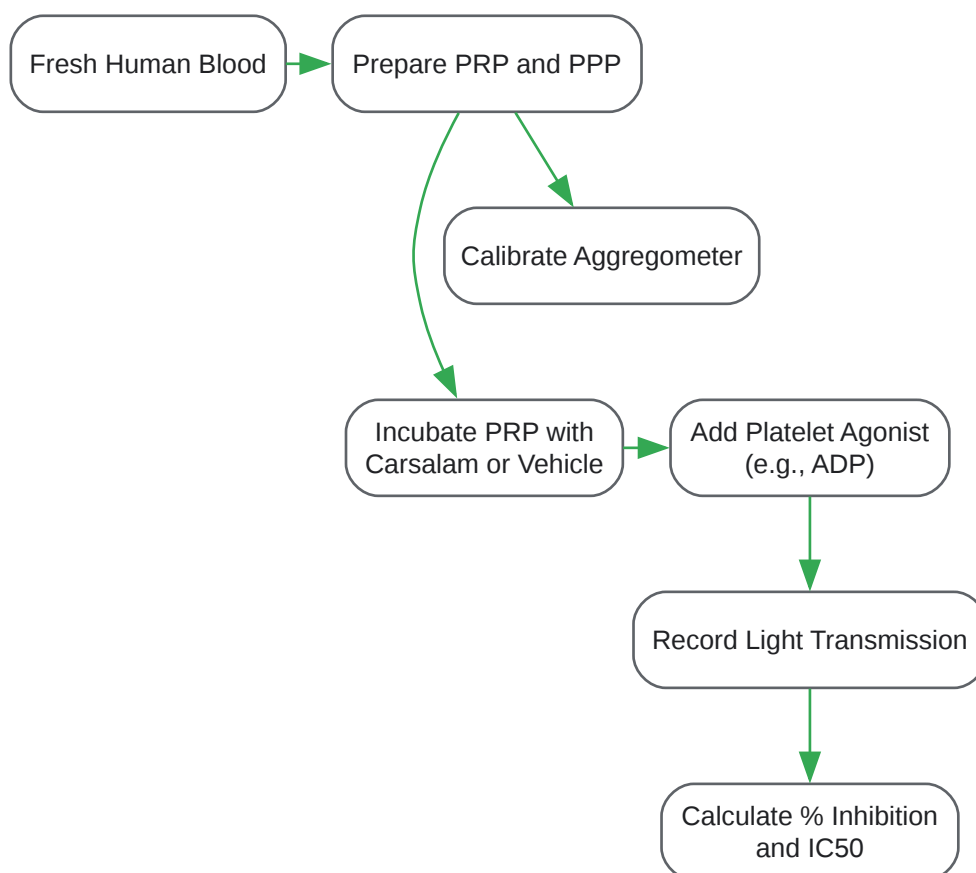 Fresh Human Blood
Prepare PRP and PPP
Calibrate Aggregometer
Incubate PRP with
Carsalam or Vehicle
Add Platelet Agonist
(e.g., ADP)
Record Light Transmission
Calculate % Inhibition
and IC50